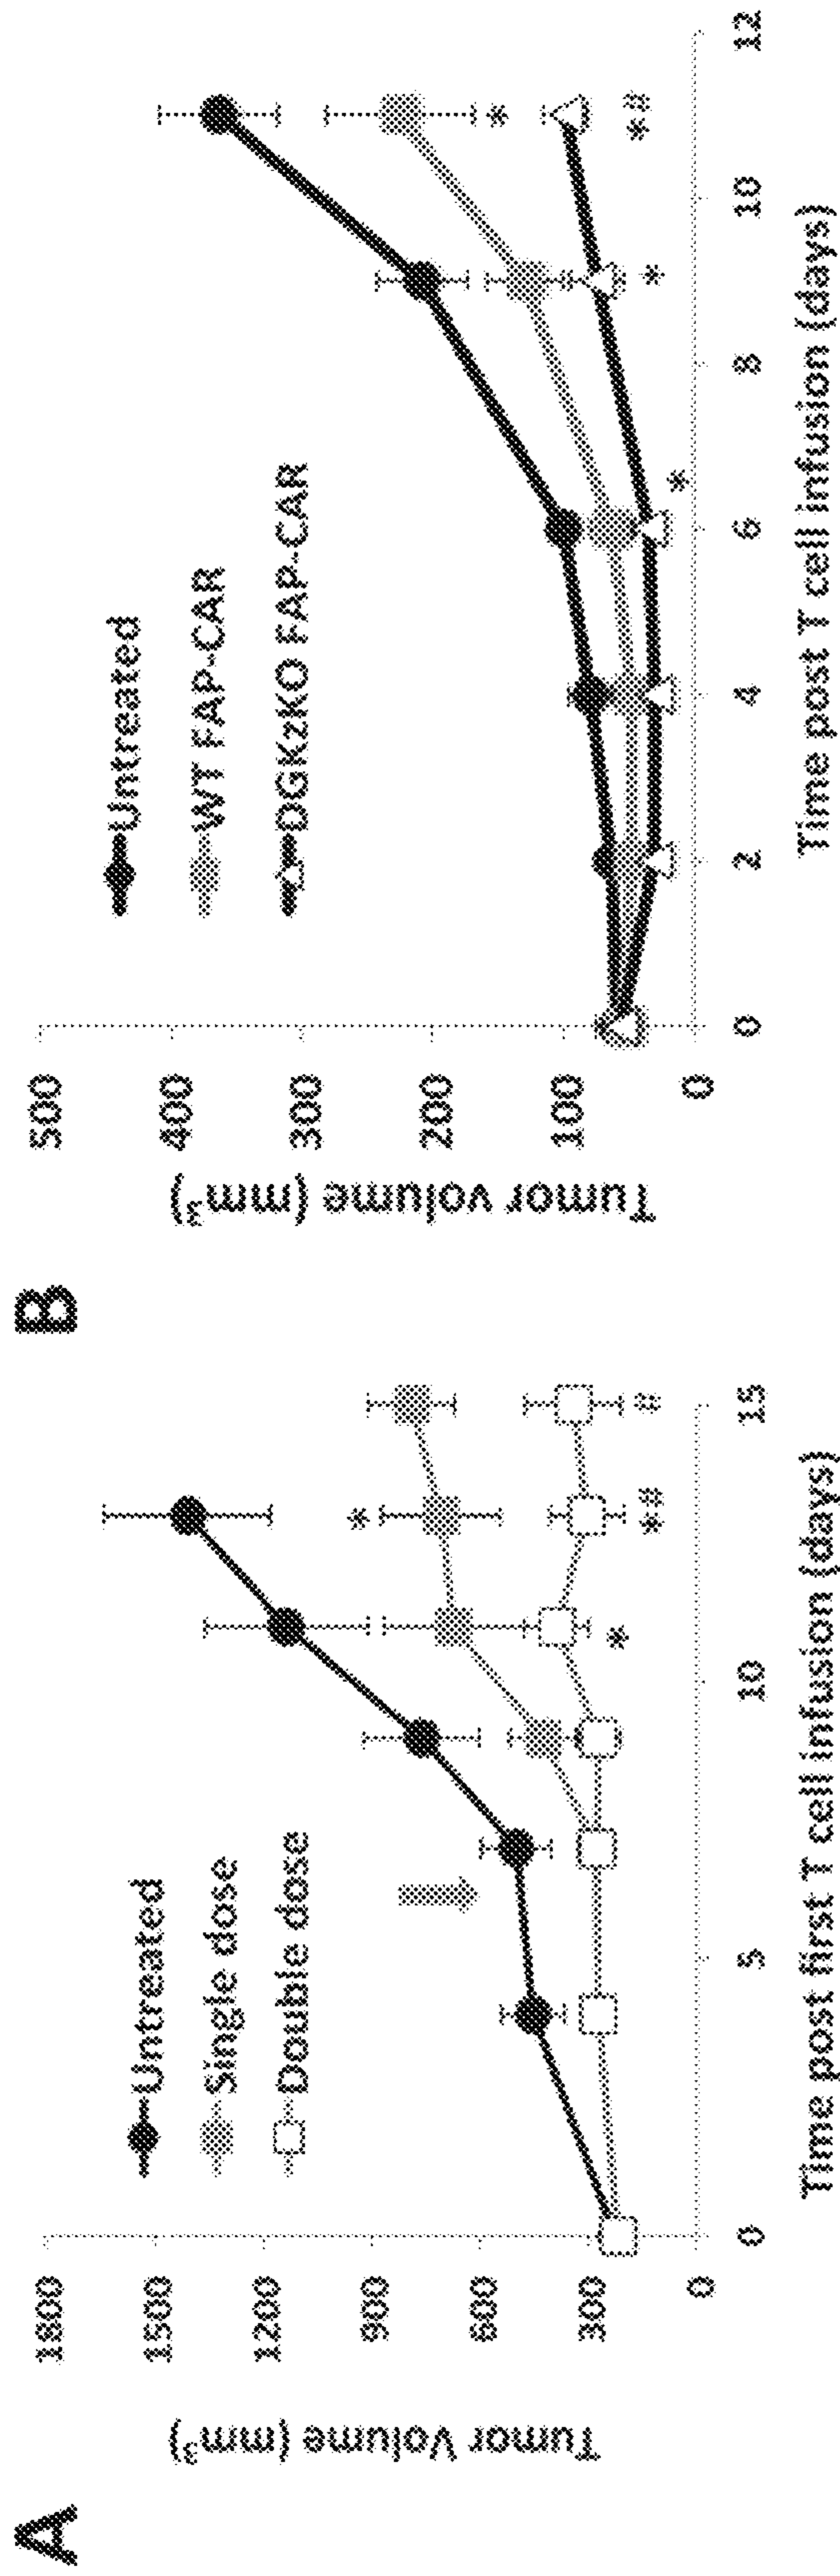 A
Tumor Volume (mm³)
1800
1500
1200
900
600
300
0
Untreated
Single dose
Double dose
*
*
*#
#
0
5
10
15
Time post first T cell infusion (days)
B
Tumor volume (mm³)
500
400
300
200
100
0
Untreated
WT FAP-CAR
DGKzKO FAP-CAR
*
*
*
*#
0
2
4
6
8
10
12
Time post T cell infusion (days)